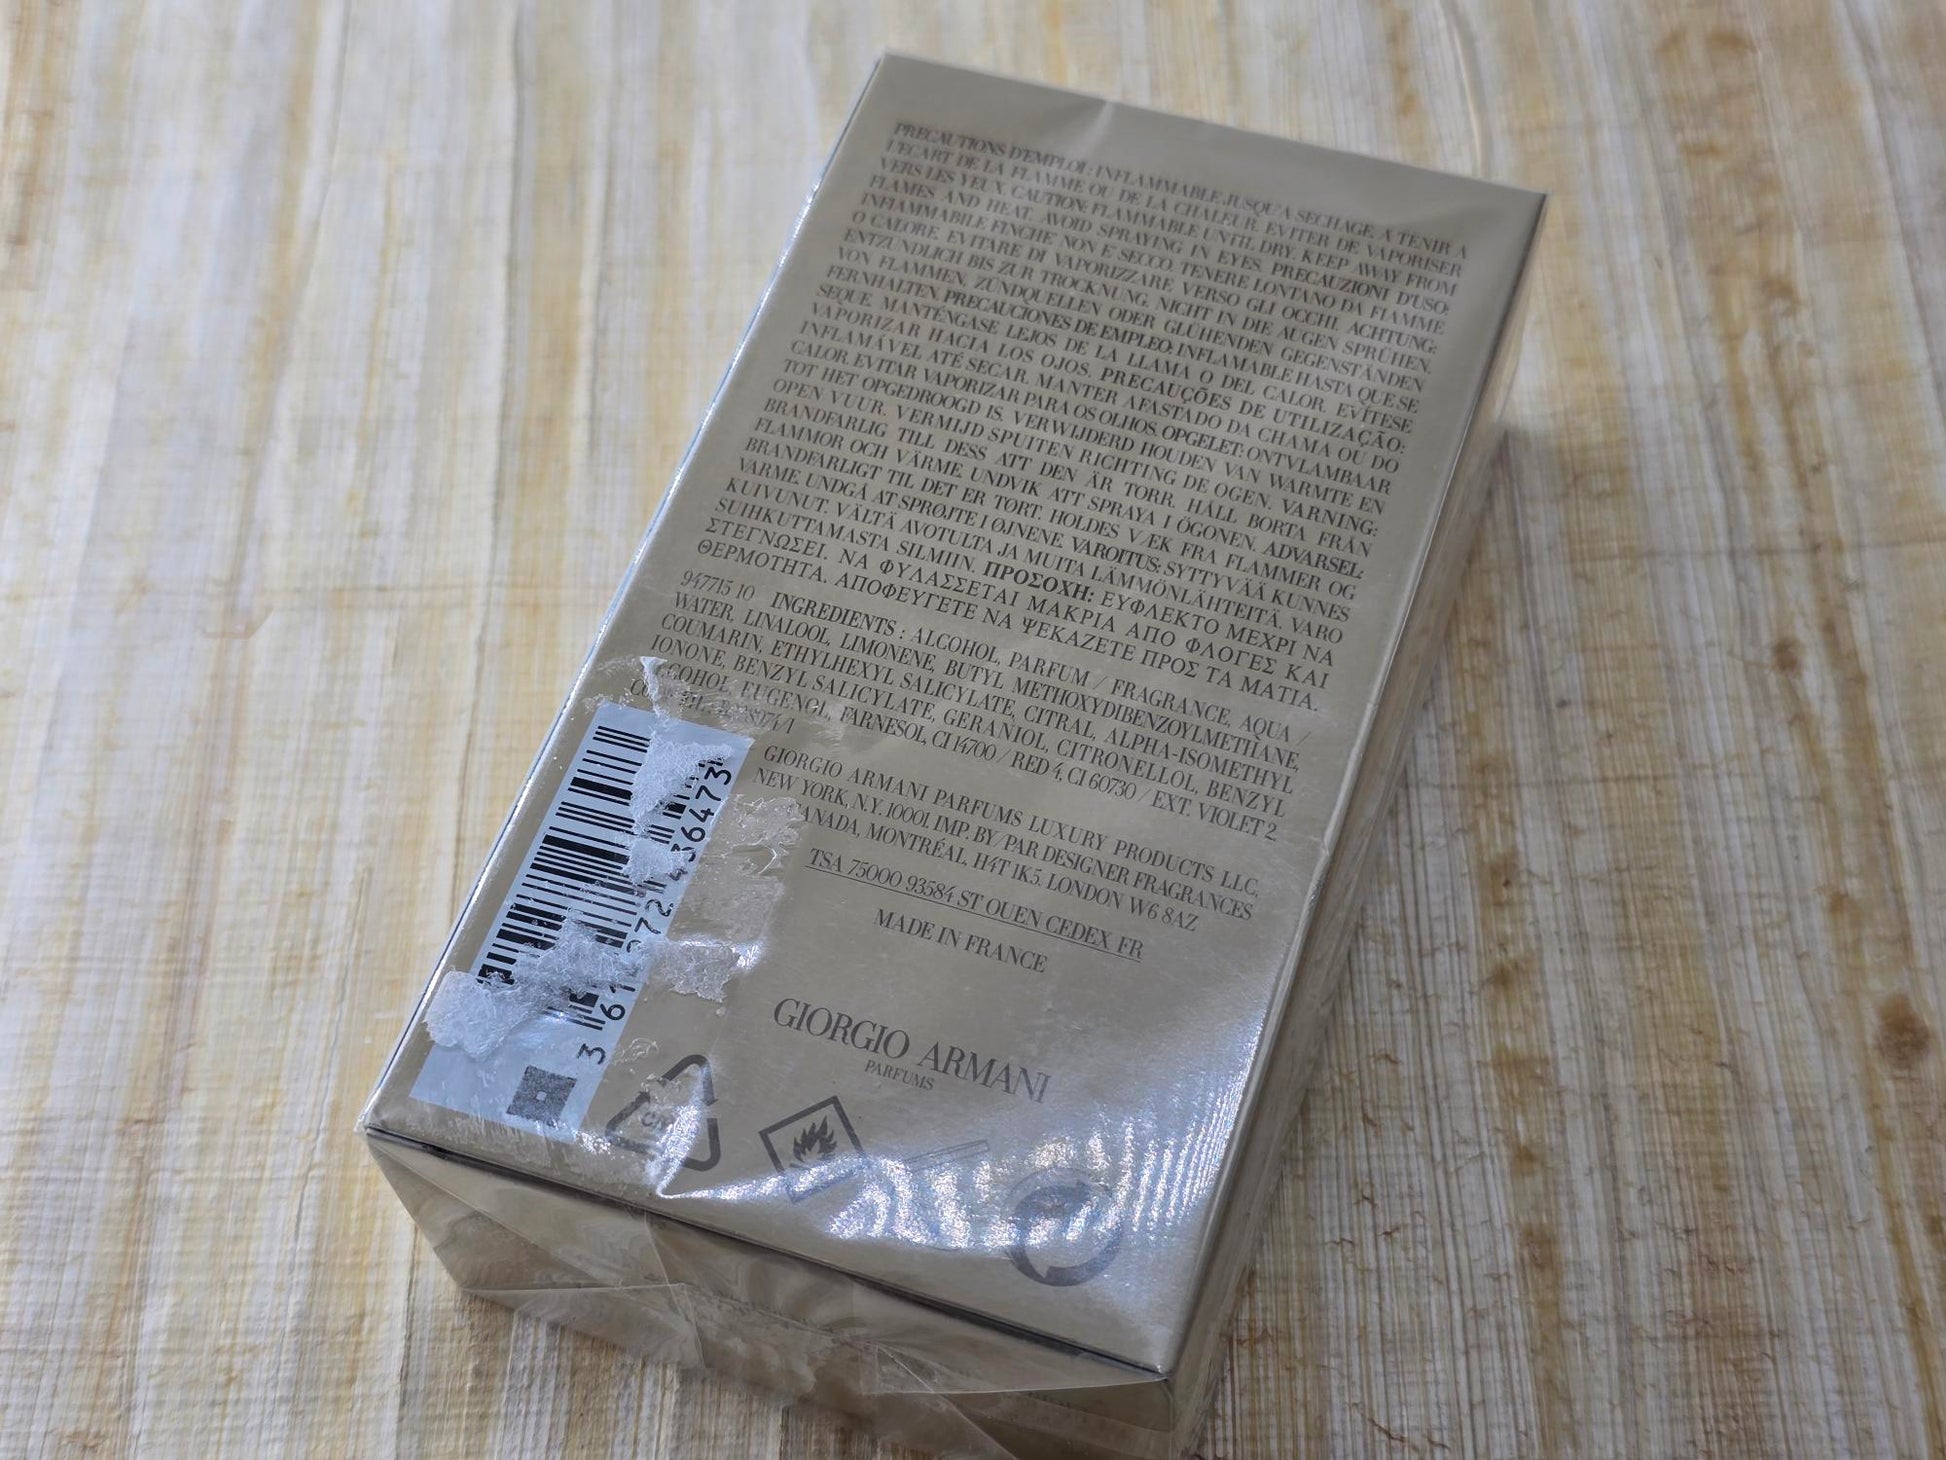 PRECAUTIONS D'EMPLOI : INFLAMMABLE JUSQU'A SECHAGE. A TENIR A
L'ECART DE LA FLAMME OU DE LA CHALEUR. EVITER DE VAPORISER
VERS LES YEUX. CAUTION: FLAMMABLE UNTIL DRY. KEEP AWAY FROM
FLAMES AND HEAT. AVOID SPRAYING IN EYES. PRECAUZIONI D'USO:
INFIAMMABILE FINCHE' NON E' SECCO. TENERE LONTANO DA FIAMME
O CALORE. EVITARE DI VAPORIZZARE VERSO GLI OCCHI. ACHTUNG:
ENTZÜNDLICH BIS ZUR TROCKNUNG. NICHT IN DIE AUGEN SPRÜHEN.
VON FLAMMEN, ZÜNDQUELLEN ODER GLÜHENDEN GEGENSTÄNDEN
FERNHALTEN. PRECAUCIONES DE EMPLEO: INFLAMABLE HASTA QUE SE
SEQUE. MANTÉNGASE LEJOS DE LA LLAMA O DEL CALOR. EVÍTESE
VAPORIZAR HACIA LOS OJOS. PRECAUÇÕES DE UTILIZAÇÃO:
INFLAMÁVEL ATÉ SECAR. MANTER AFASTADO DA CHAMA OU DO
CALOR. EVITAR VAPORIZAR PARA OS OLHOS. OPGELET: ONTVLAMBAAR
TOT HET OPGEDROOGD IS. VERWIJDERD HOUDEN VAN WARMTE EN
OPEN VUUR. VERMIJD SPUITEN RICHTING DE OGEN. VARNING:
BRANDFARLIG TILL DESS ATT DEN ÄR TORR. HÅLL BORTA FRÅN
FLAMMOR OCH VÄRME. UNDVIK ATT SPRAYA I ÖGONEN. ADVARSEL:
BRANDFARLIGT TIL DET ER TØRT. HOLDES VÆK FRA FLAMMER OG
VARME. UNDGÅ AT SPRØJTE I ØJNENE. VAROITUS: SYTTYVÄÄ KUNNES
KUIVUNUT. VÄLTÄ AVOTULTA JA MUITA LÄMMÖNLÄHTEITÄ. VARO
SUIHKUTTAMASTA SILMIIN. ΠΡΟΣΟΧΗ: ΕΥΦΛΕΚΤΟ ΜΕΧΡΙ ΝΑ
ΣΤΕΓΝΩΣΕΙ. ΝΑ ΦΥΛΑΣΣΕΤΑΙ ΜΑΚΡΙΑ ΑΠΟ ΦΛΟΓΕΣ ΚΑΙ
ΘΕΡΜΟΤΗΤΑ. ΑΠΟΦΕΥΓΕΤΕ ΝΑ ΨΕΚΑΖΕΤΕ ΠΡΟΣ ΤΑ ΜΑΤΙΑ.
947715 10 INGREDIENTS : ALCOHOL, PARFUM / FRAGRANCE, AQUA /
WATER, LINALOOL, LIMONENE, BUTYL METHOXYDIBENZOYLMETHANE,
COUMARIN, ETHYLHEXYL SALICYLATE, CITRAL, ALPHA-ISOMETHYL
IONONE, BENZYL SALICYLATE, GERANIOL, CITRONELLOL, BENZYL
ALCOHOL, EUGENOL, FARNESOL, CI 14700 / RED 4, CI 60730 / EXT. VIOLET 2.
GIORGIO ARMANI PARFUMS LUXURY PRODUCTS LLC,
NEW YORK, N.Y. 10001. IMP. BY/PAR DESIGNER FRAGRANCES
CANADA, MONTRÉAL, H4T 1K5. LONDON W6 8AZ
TSA 75000 93584 ST OUEN CEDEX FR
MADE IN FRANCE
GIORGIO ARMANI
PARFUMS